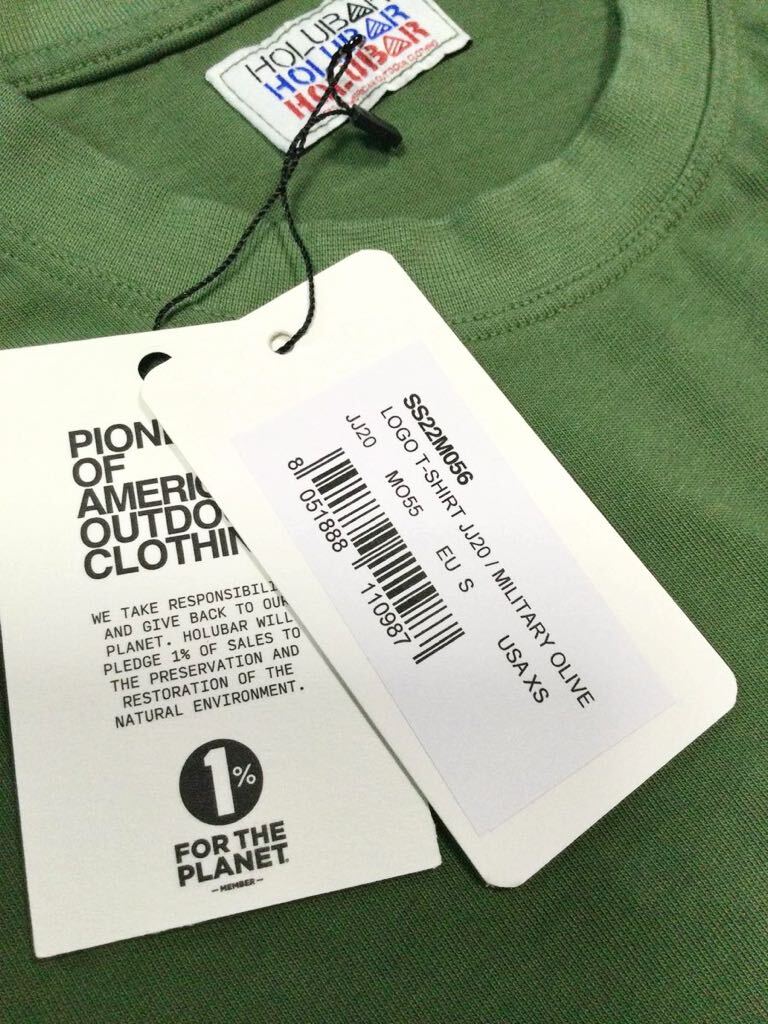 HOLUBAR
HOLUBAR
HOLUBAR
PIONE
OF
AMERIC
OUTDO
CLOTHIN
WE TAKE RESPONSIBILI
AND GIVE BACK TO OUR
PLANET. HOLUBAR WILL
PLEDGE 1% OF SALES TO
THE PRESERVATION AND
RESTORATION OF THE
NATURAL ENVIRONMENT.
1%
FOR THE
PLANET
MEMBER
SS22M056
LOGO T-SHIRT JJ20 / MILITARY OLIVE
JJ20 MO55 EU S USA XS
8 051888 110987